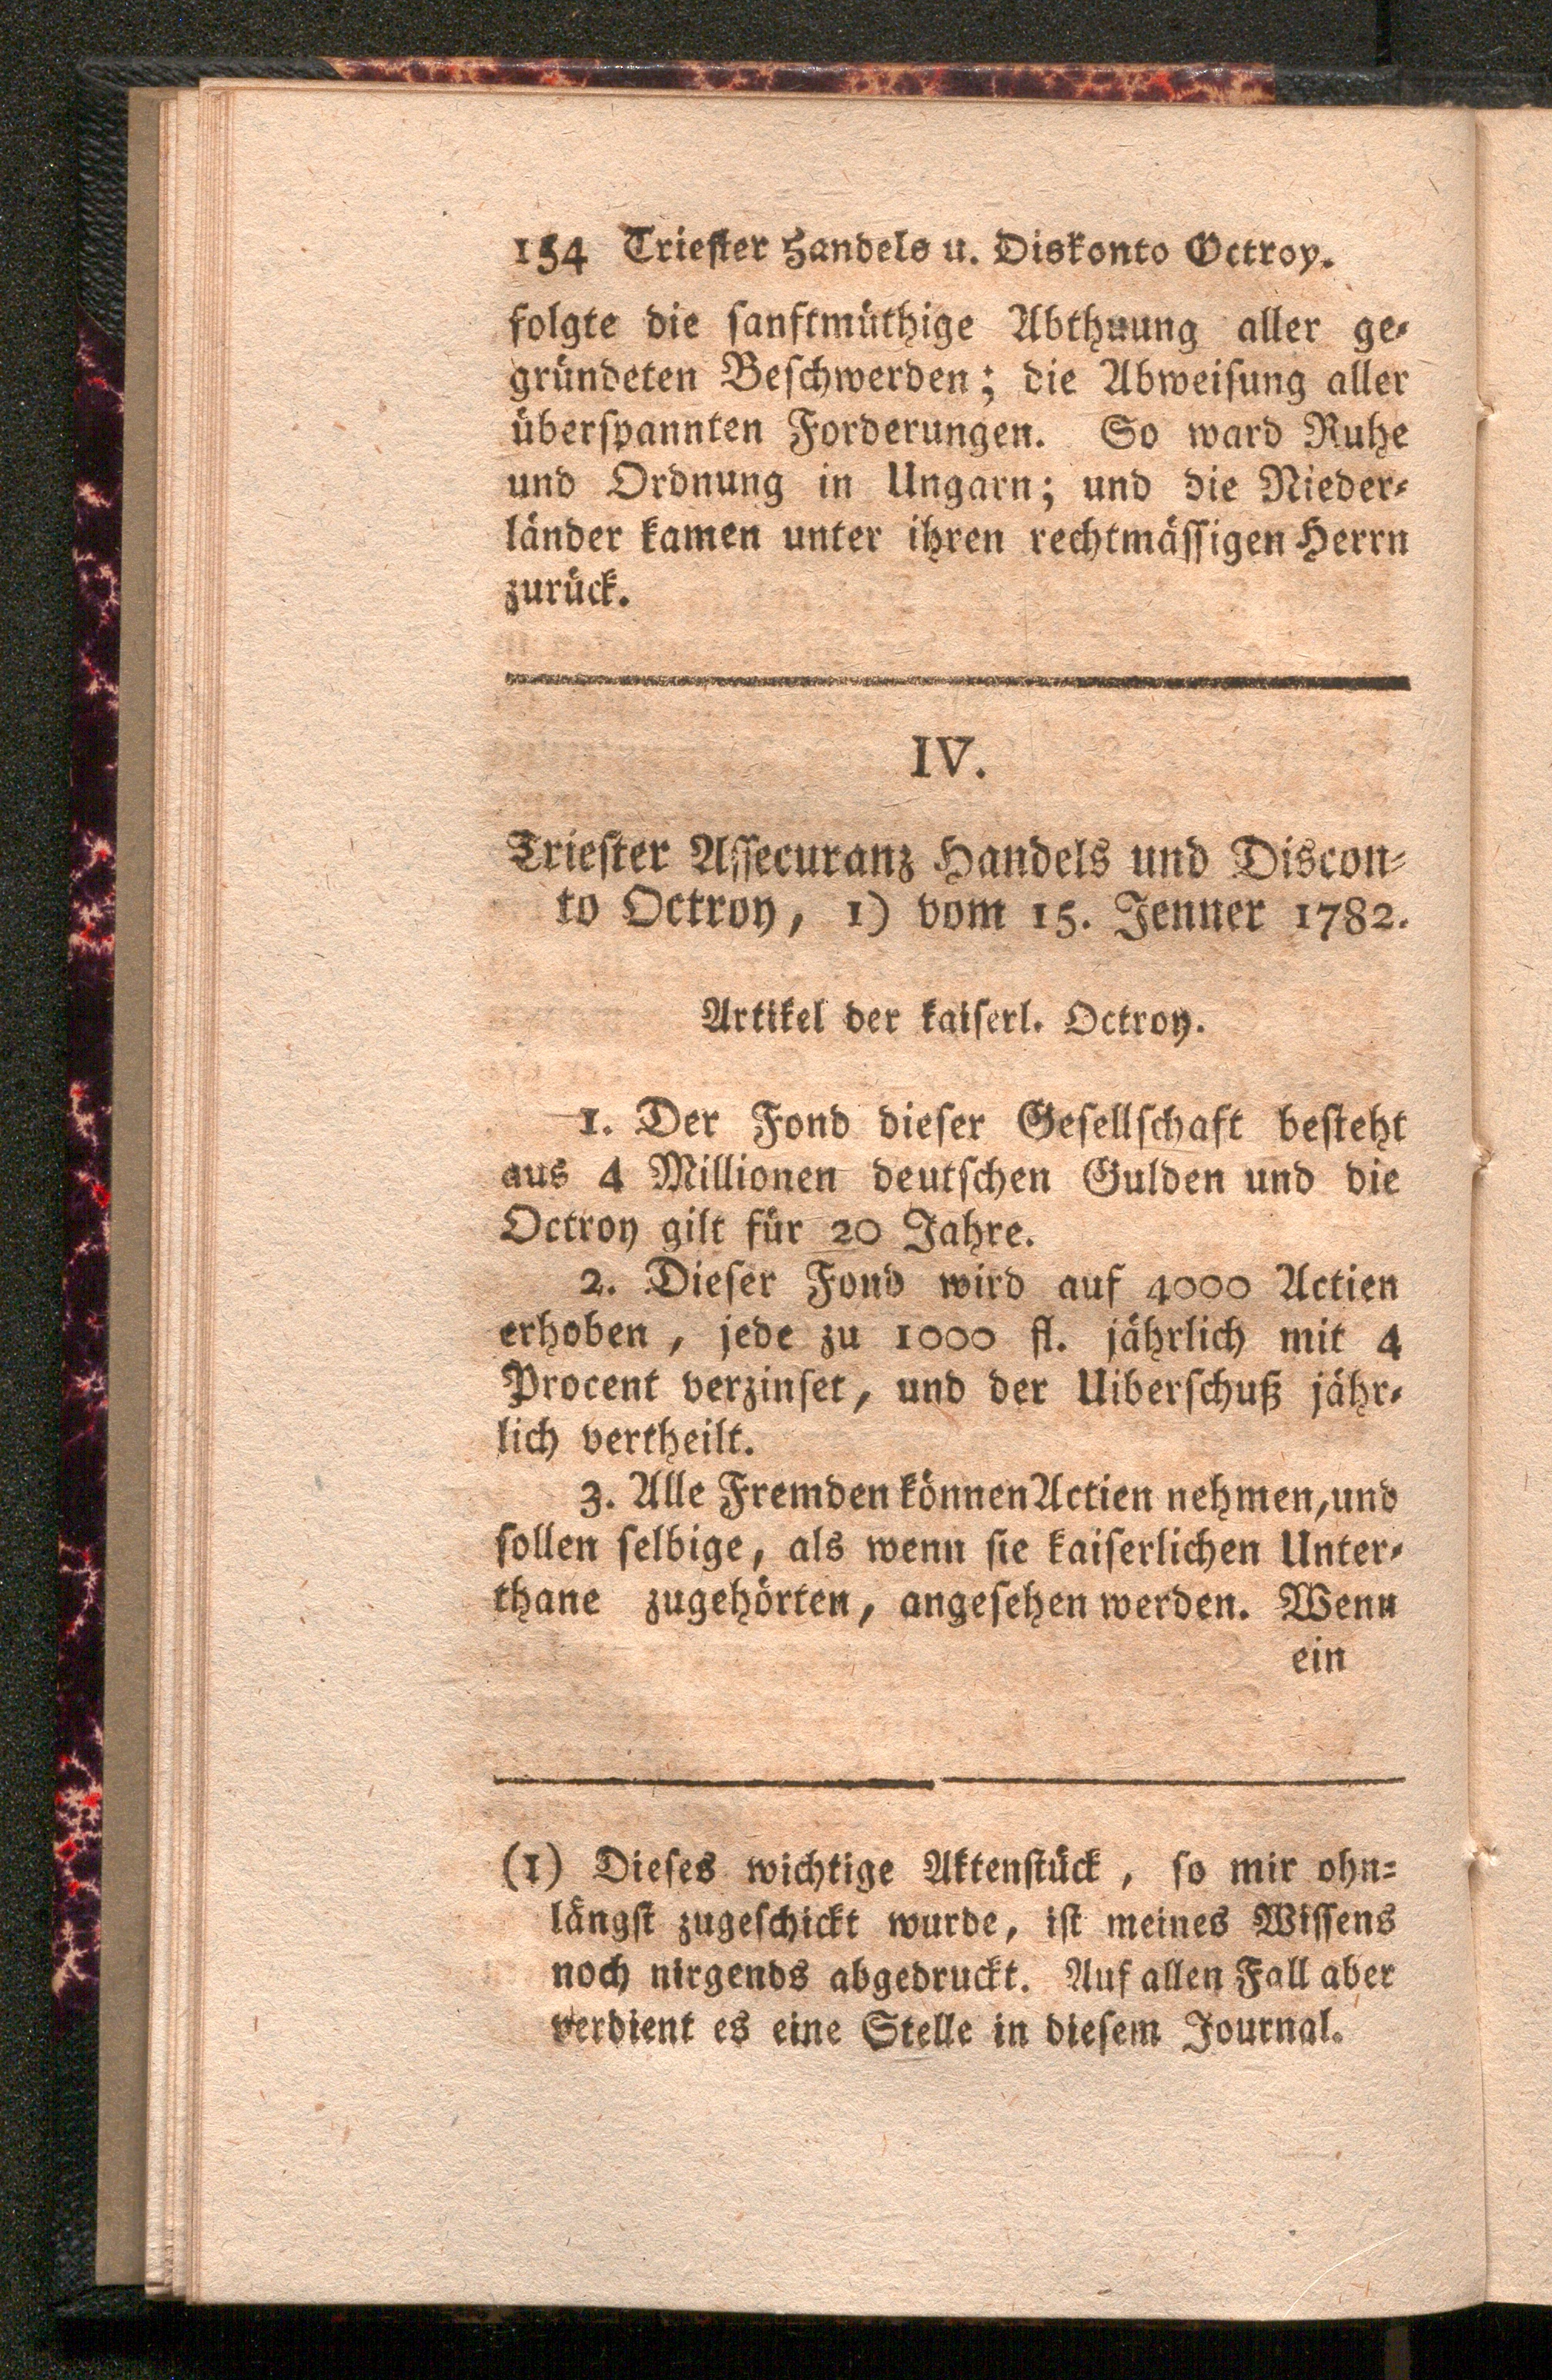 154 Triester Handels u. Diskonto Octroy.
folgte die sanftmüthige Abthuung aller ge-
gründeten Beschwerden; die Abweisung aller
überspannten Forderungen. So ward Ruhe
und Ordnung in Ungarn; und die Nieder-
länder kamen unter ihren rechtmässigen Herrn
zurück.
IV.
Triester Assecuranz Handels und Discon-
to Octroy, 1) vom 15. Jenner 1782.
Artikel der kaiserl. Octroy.
1. Der Fond dieser Gesellschaft besteht
aus 4 Millionen deutschen Gulden und die
Octroy gilt für 20 Jahre.
2. Dieser Fond wird auf 4000 Actien
erhoben, jede zu 1000 fl. jährlich mit 4
Procent verzinset, und der Uiberschuß jähr-
lich vertheilt.
3. Alle Fremden können Actien nehmen, und
sollen selbige, als wenn sie kaiserlichen Unter-
thane zugehörten, angesehen werden. Wenn
ein
(1) Dieses wichtige Aktenstück, so mir ohn-
längst zugeschickt wurde, ist meines Wissens
noch nirgends abgedruckt. Auf allen Fall aber
verdient es eine Stelle in diesem Journal.